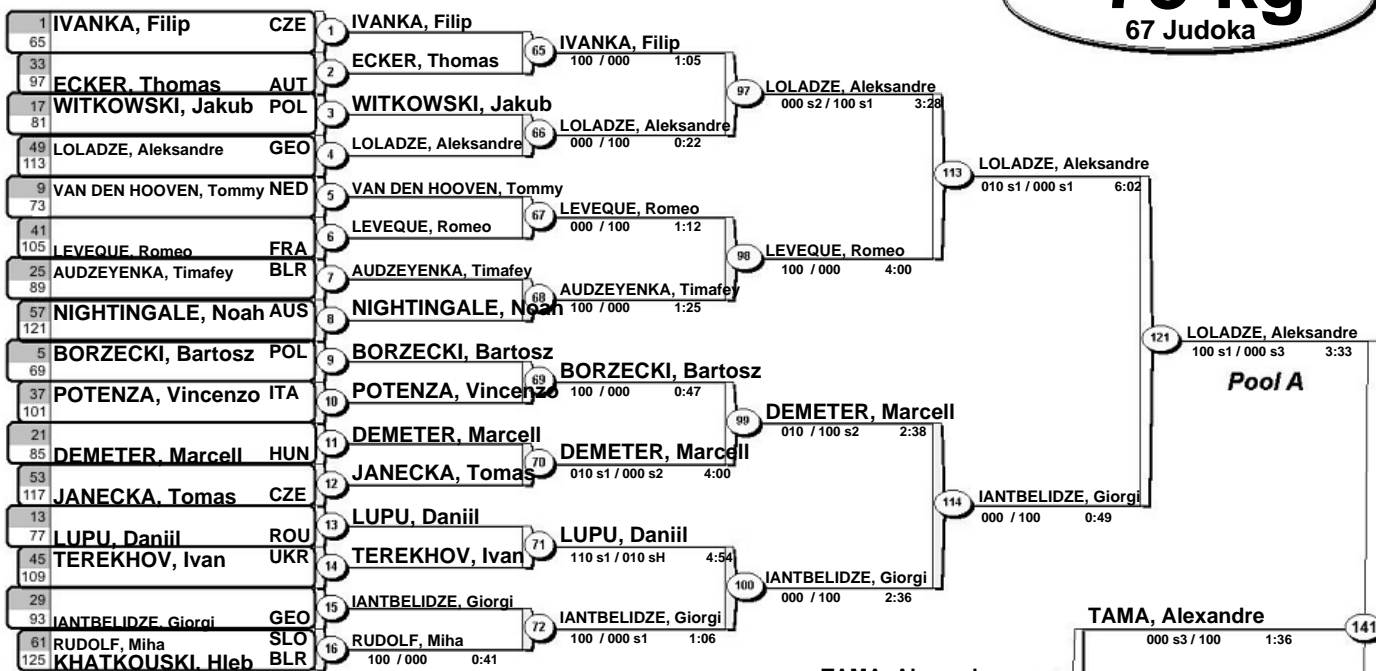 kg
67 Judoka
1 IVANKA, Filip CZE
65
33
97 ECKER, Thomas AUT
17 WITKOWSKI, Jakub POL
81
49 LOLADZE, Aleksandre GEO
113
9 VAN DEN HOOVEN, Tommy NED
73
41
105 LEVEQUE, Romeo FRA
25 AUDZEYENKA, Timafey BLR
89
57 NIGHTINGALE, Noah AUS
121
5 BORZECKI, Bartosz POL
69
37 POTENZA, Vincenzo ITA
101
21
85 DEMETER, Marcell HUN
53
117 JANECKA, Tomas CZE
13
77 LUPU, Daniil ROU
45 TEREKHOV, Ivan UKR
109
29
93 IANTBELIDZE, Giorgi GEO
61 RUDOLF, Miha SLO
125 KHATKOUSKI, Hleb BLR
1 IVANKA, Filip
2 ECKER, Thomas
3 WITKOWSKI, Jakub
4 LOLADZE, Aleksandre
5 VAN DEN HOOVEN, Tommy
6 LEVEQUE, Romeo
7 AUDZEYENKA, Timafey
8 NIGHTINGALE, Noah
9 BORZECKI, Bartosz
10 POTENZA, Vincenzo
11 DEMETER, Marcell
12 JANECKA, Tomas
13 LUPU, Daniil
14 TEREKHOV, Ivan
15 IANTBELIDZE, Giorgi
16 RUDOLF, Miha
100 / 000 0:41
65 IVANKA, Filip
100 / 000 1:05
66 LOLADZE, Aleksandre
000 / 100 0:22
67 LEVEQUE, Romeo
000 / 100 1:12
68 AUDZEYENKA, Timafey
100 / 000 1:25
69 BORZECKI, Bartosz
100 / 000 0:47
70 DEMETER, Marcell
010 s1 / 000 s2 4:00
71 LUPU, Daniil
110 s1 / 010 sH 4:54
72 IANTBELIDZE, Giorgi
100 / 000 s1 1:06
97 LOLADZE, Aleksandre
000 s2 / 100 s1 3:28
98 LEVEQUE, Romeo
100 / 000 4:00
99 DEMETER, Marcell
010 / 100 s2 2:38
100 IANTBELIDZE, Giorgi
000 / 100 2:36
113 LOLADZE, Aleksandre
010 s1 / 000 s1 6:02
114 IANTBELIDZE, Giorgi
000 / 100 0:49
121 LOLADZE, Aleksandre
100 s1 / 000 s3 3:33
Pool A
TAMA, Alexandre
000 s3 / 100 1:36
141